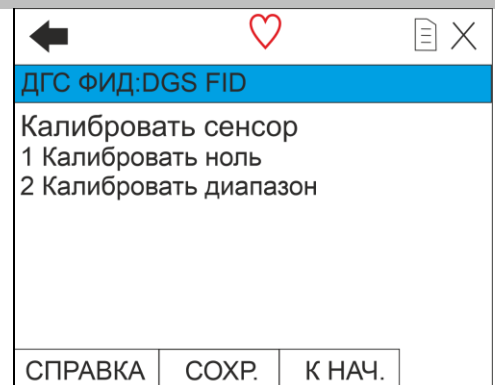 ДГС ФИД:DGS FID
Калибровать сенсор
1 Калибровать ноль
2 Калибровать диапазон
СПРАВКА СОХР. К НАЧ.